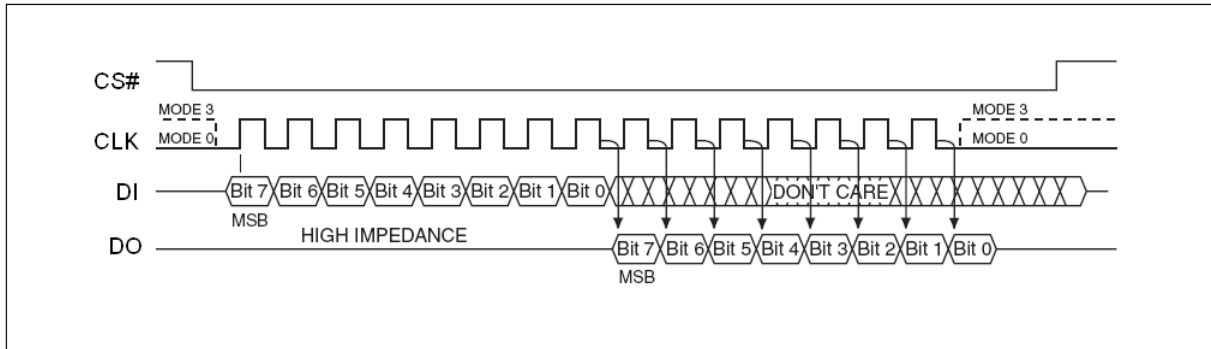 CS#
MODE 3 MODE 3
CLK MODE 0 MODE 0
DI Bit 7 Bit 6 Bit 5 Bit 4 Bit 3 Bit 2 Bit 1 Bit 0 DON'T CARE
MSB
DO HIGH IMPEDANCE Bit 7 Bit 6 Bit 5 Bit 4 Bit 3 Bit 2 Bit 1 Bit 0
MSB